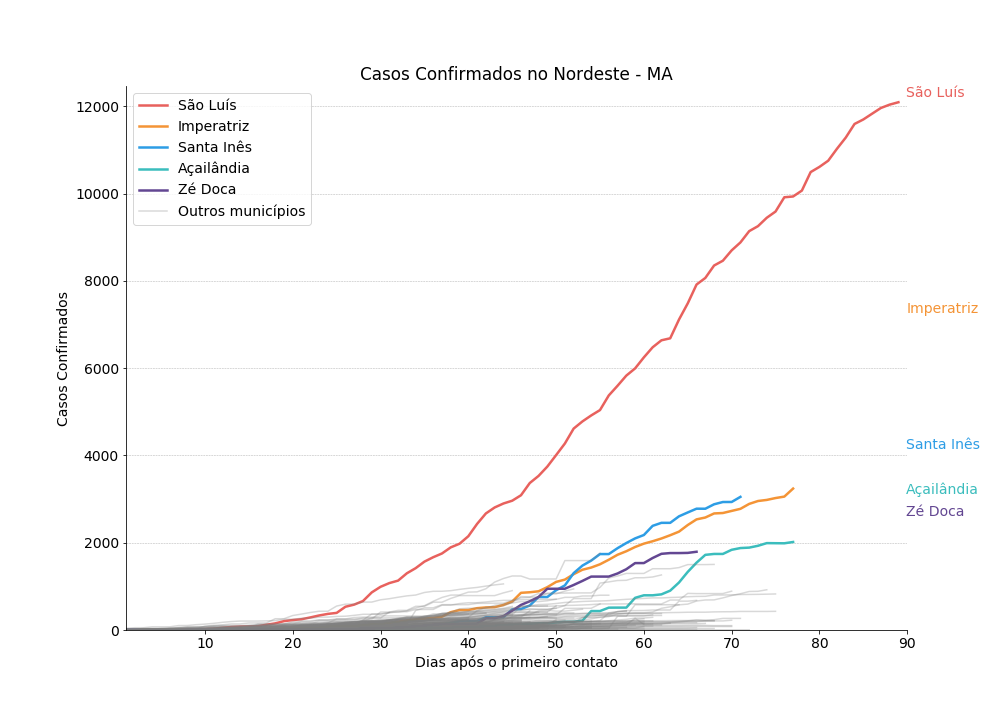 Casos Confirmados no Nordeste - MA
São Luís
Imperatriz
Santa Inês
Açailândia
Zé Doca
Outros municípios
12000
10000
8000
6000
4000
2000
0
Casos Confirmados
10 20 30 40 50 60 70 80 90
Dias após o primeiro contato
São Luís
Imperatriz
Santa Inês
Açailândia
Zé Doca